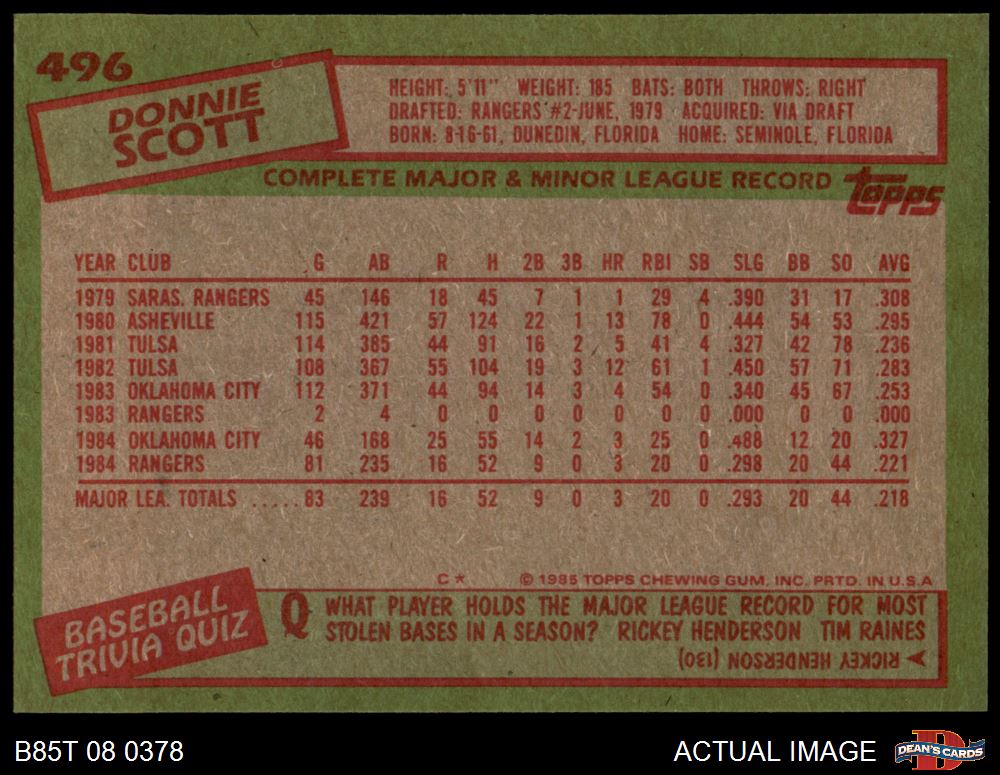 496
DONNIE
SCOTT
HEIGHT: 5'11" WEIGHT: 185 BATS: BOTH THROWS: RIGHT
DRAFTED: RANGERS #2-JUNE, 1979 ACQUIRED: VIA DRAFT
BORN: 8-16-61, DUNEDIN, FLORIDA HOME: SEMINOLE, FLORIDA
COMPLETE MAJOR & MINOR LEAGUE RECORD topps
YEAR CLUB G AB R H 2B 3B HR RBI SB SLG BB SO AVG
1979 SARAS. RANGERS 45 146 18 45 7 1 1 29 4 .390 31 17 .308
1980 ASHEVILLE 115 421 57 124 22 1 13 78 0 .444 54 53 .295
1981 TULSA 114 385 44 91 16 2 5 41 4 .327 42 78 .236
1982 TULSA 108 367 55 104 19 3 12 61 1 .450 57 71 .283
1983 OKLAHOMA CITY 112 371 44 94 14 3 4 54 0 .340 45 67 .253
1983 RANGERS 2 4 0 0 0 0 0 0 0 .000 0 0 .000
1984 OKLAHOMA CITY 46 168 25 55 14 2 3 25 0 .488 12 20 .327
1984 RANGERS 81 235 16 52 9 0 3 20 0 .298 20 44 .221
MAJOR LEA. TOTALS ..... 83 239 16 52 9 0 3 20 0 .293 20 44 .218
C* © 1985 TOPPS CHEWING GUM, INC. PRTD. IN U.S.A
BASEBALL
TRIVIA QUIZ
Q WHAT PLAYER HOLDS THE MAJOR LEAGUE RECORD FOR MOST
STOLEN BASES IN A SEASON? RICKEY HENDERSON TIM RAINES
RICKEY HENDERSON (130)
B85T 08 0378
ACTUAL IMAGE
DEAN'S CARDS